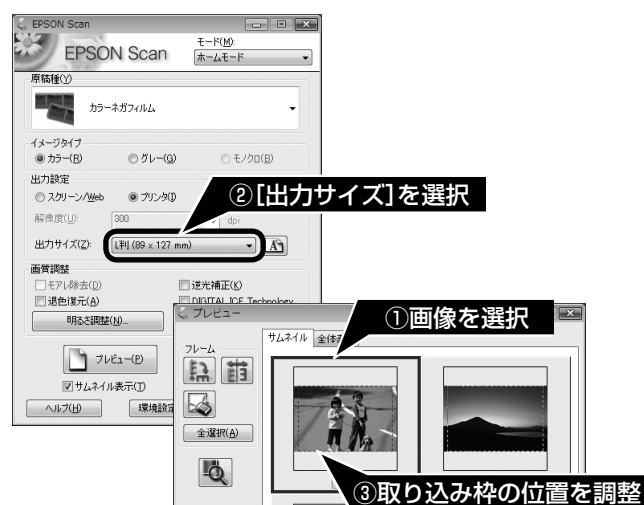 EPSON Scan
EPSON Scan
モード(M):
ホームモード
原稿種(Y)
カラーネガフィルム
イメージタイプ
カラー(R)
グレー(G)
モノクロ(B)
出力設定
スクリーン/Web
プリンタ(I)
②[出力サイズ]を選択
解像度(U):
300
dpi
出力サイズ(Z):
L判 (89 x 127 mm)
画質調整
モアレ除去(D)
逆光補正(K)
退色復元(A)
DIGITAL ICE Technology
明るさ調整(N)...
プレビュー(P)
サムネイル表示(T)
ヘルプ(H)
環境設定
プレビュー
①画像を選択
サムネイル
全体
フレーム
全選択(A)
③取り込み枠の位置を調整